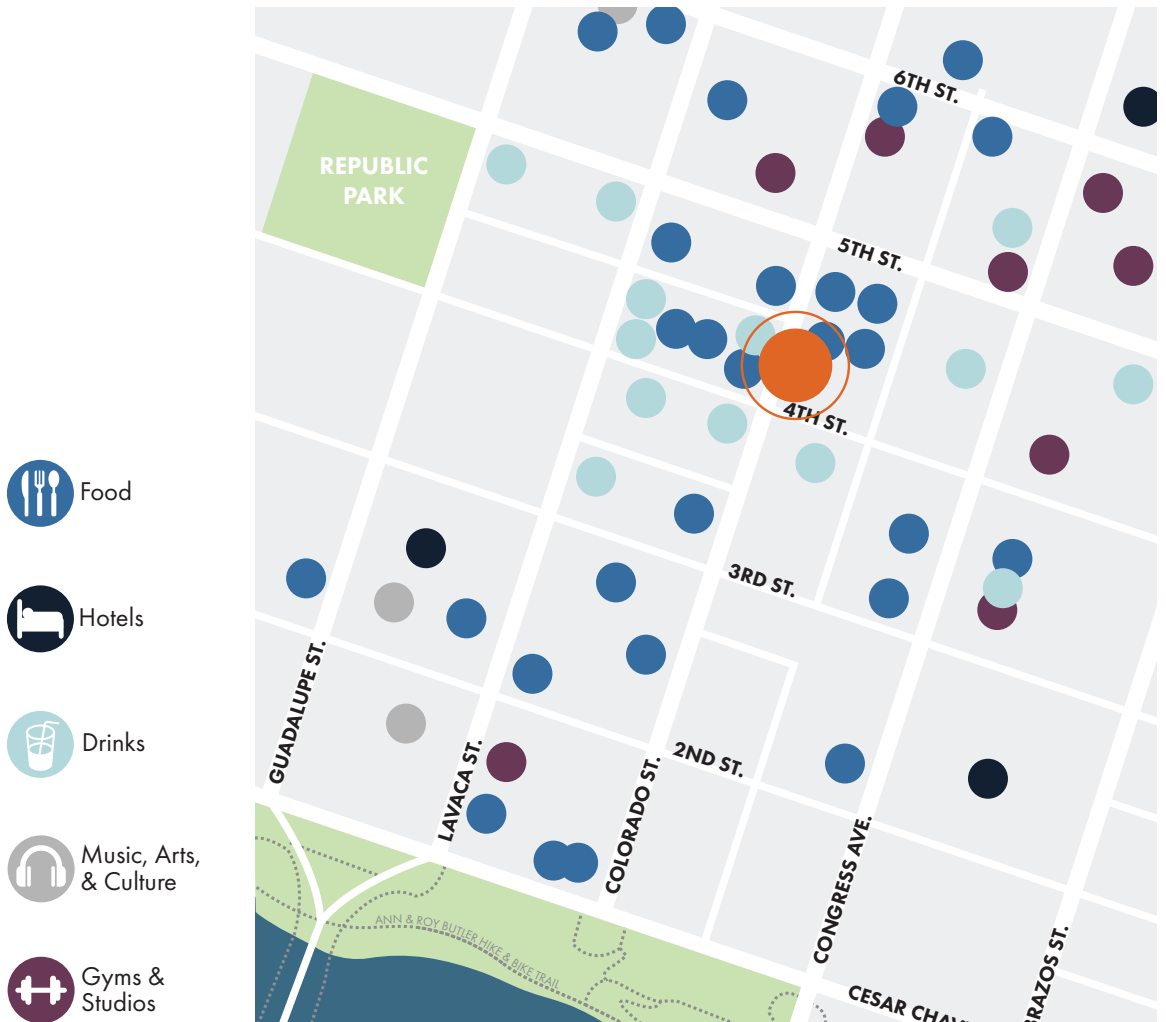 6TH ST.
REPUBLIC
PARK
5TH ST.
4TH ST.
Food
3RD ST.
Hotels
GUADALUPE ST.
LAVACA ST.
2ND ST.
Drinks
COLORADO ST.
CONGRESS AVE.
Music, Arts,
& Culture
ANN & ROY BUTLER HIKE & BIKE TRAIL
Gyms &
Studios
BRAZOS ST.
CESAR